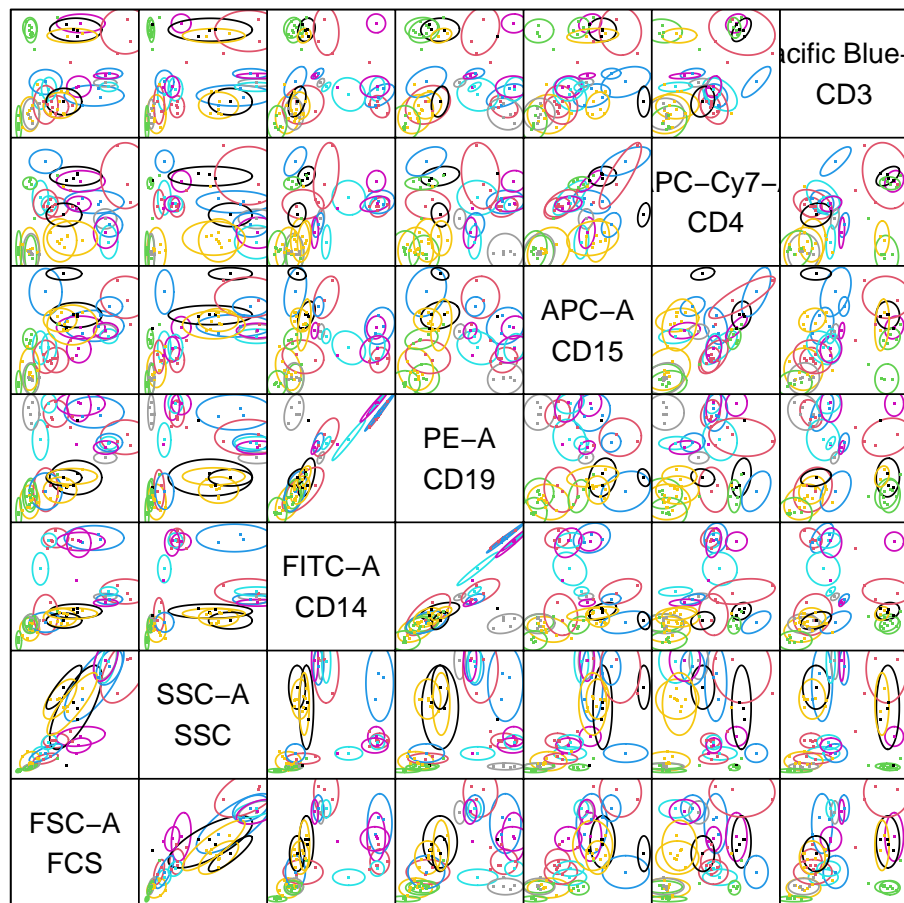 acific Blue−
CD3
PC−Cy7−
CD4
APC−A
CD15
PE−A
CD19
FITC−A
CD14
SSC−A
SSC
FSC−A
FCS